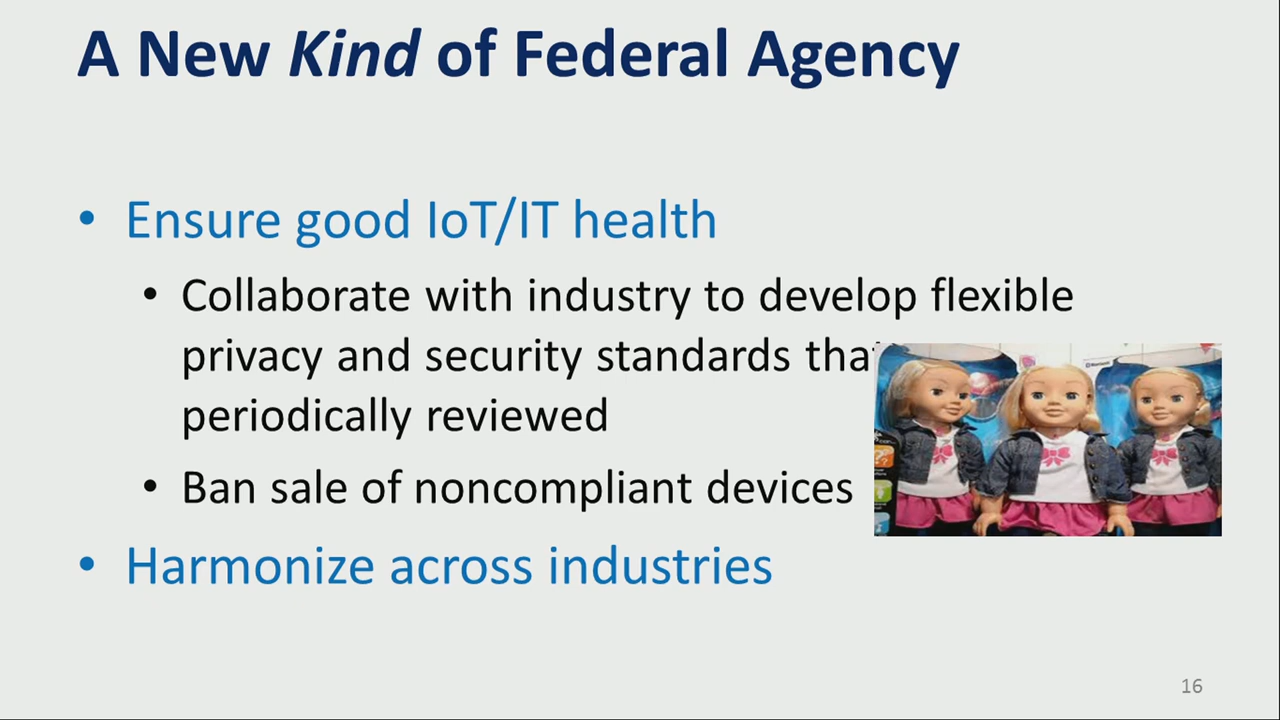 A New Kind of Federal Agency
• Ensure good IoT/IT health
• Collaborate with industry to develop flexible
privacy and security standards
periodically reviewed
• Ban sale of noncompliant devices
• Harmonize across industries
16